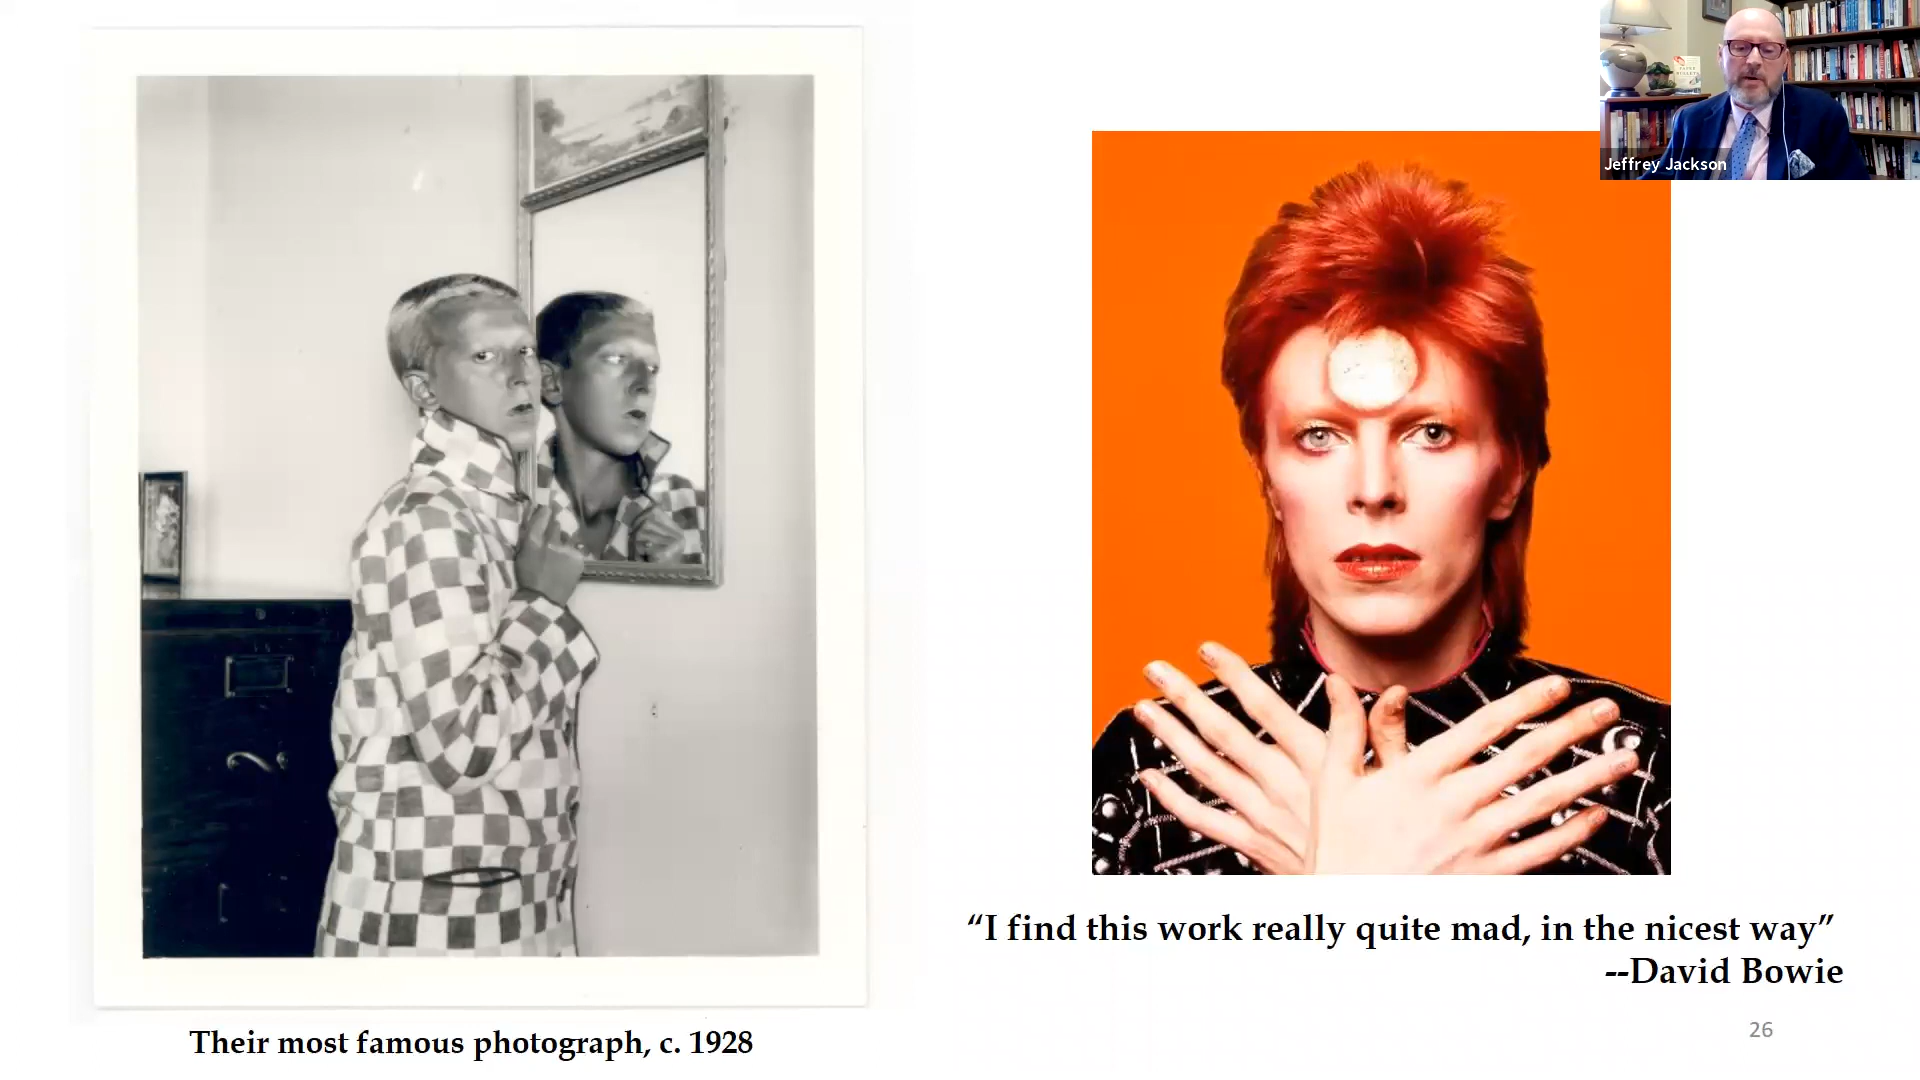 Jeffrey Jackson
“I find this work really quite mad, in the nicest way”
--David Bowie
Their most famous photograph, c. 1928
26